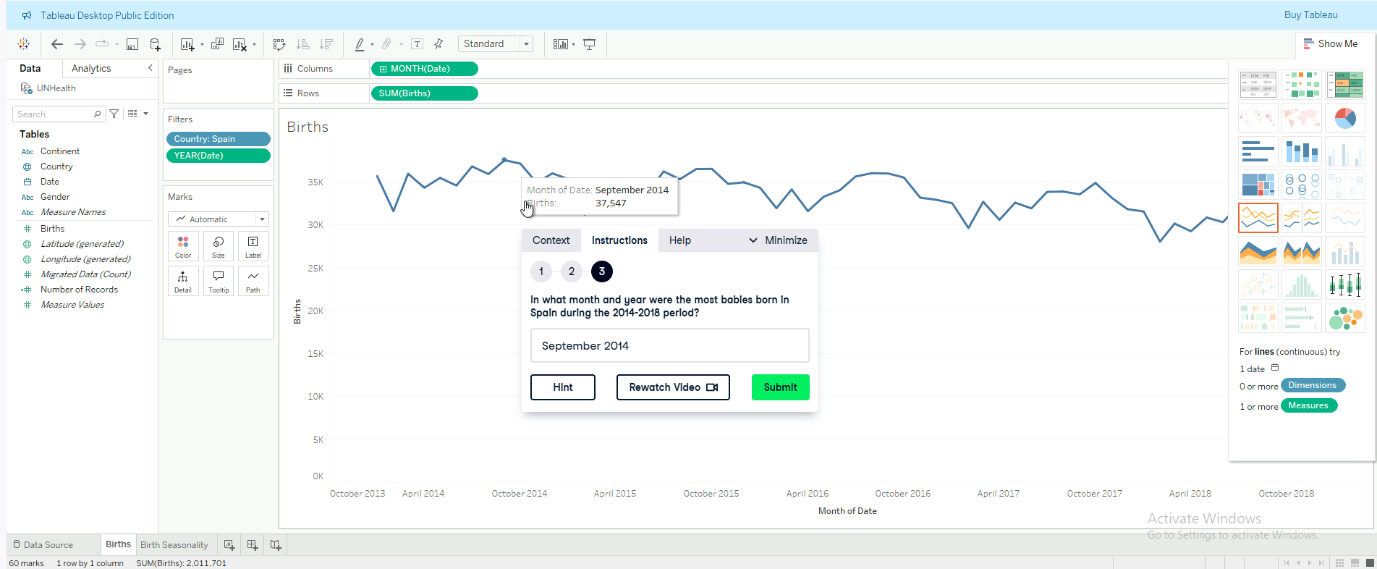 Tableau Desktop Public Edition
Buy Tableau
Standard
Show Me
Data
Analytics
UNHealth
Search
Tables
Abc Continent
Country
Date
Abc Gender
Abc Measure Names
Births
Latitude (generated)
Longitude (generated)
Migrated Data (Count)
Number of Records
Measure Values
Pages
Filters
Country: Spain
YEAR(Date)
Marks
Automatic
Color
Size
Label
Detail
Tooltip
Path
Columns
MONTH(Date)
Rows
SUM(Births)
Births
35K
30K
25K
20K
15K
10K
5K
0K
Births
Month of Date: September 2014
Births: 37,547
Context
Instructions
Help
Minimize
1
2
3
In what month and year were the most babies born in
Spain during the 2014-2018 period?
September 2014
Hint
Rewatch Video
Submit
October 2013
April 2014
October 2014
April 2015
October 2015
April 2016
October 2016
April 2017
October 2017
April 2018
October 2018
Month of Date
For lines (continuous) try
1 date
0 or more Dimensions
1 or more Measures
Activate Windows
Go to Settings to activate Windows.
Data Source
Births
Birth Seasonality
60 marks
1 row by 1 column
SUM(Births): 2,011,701